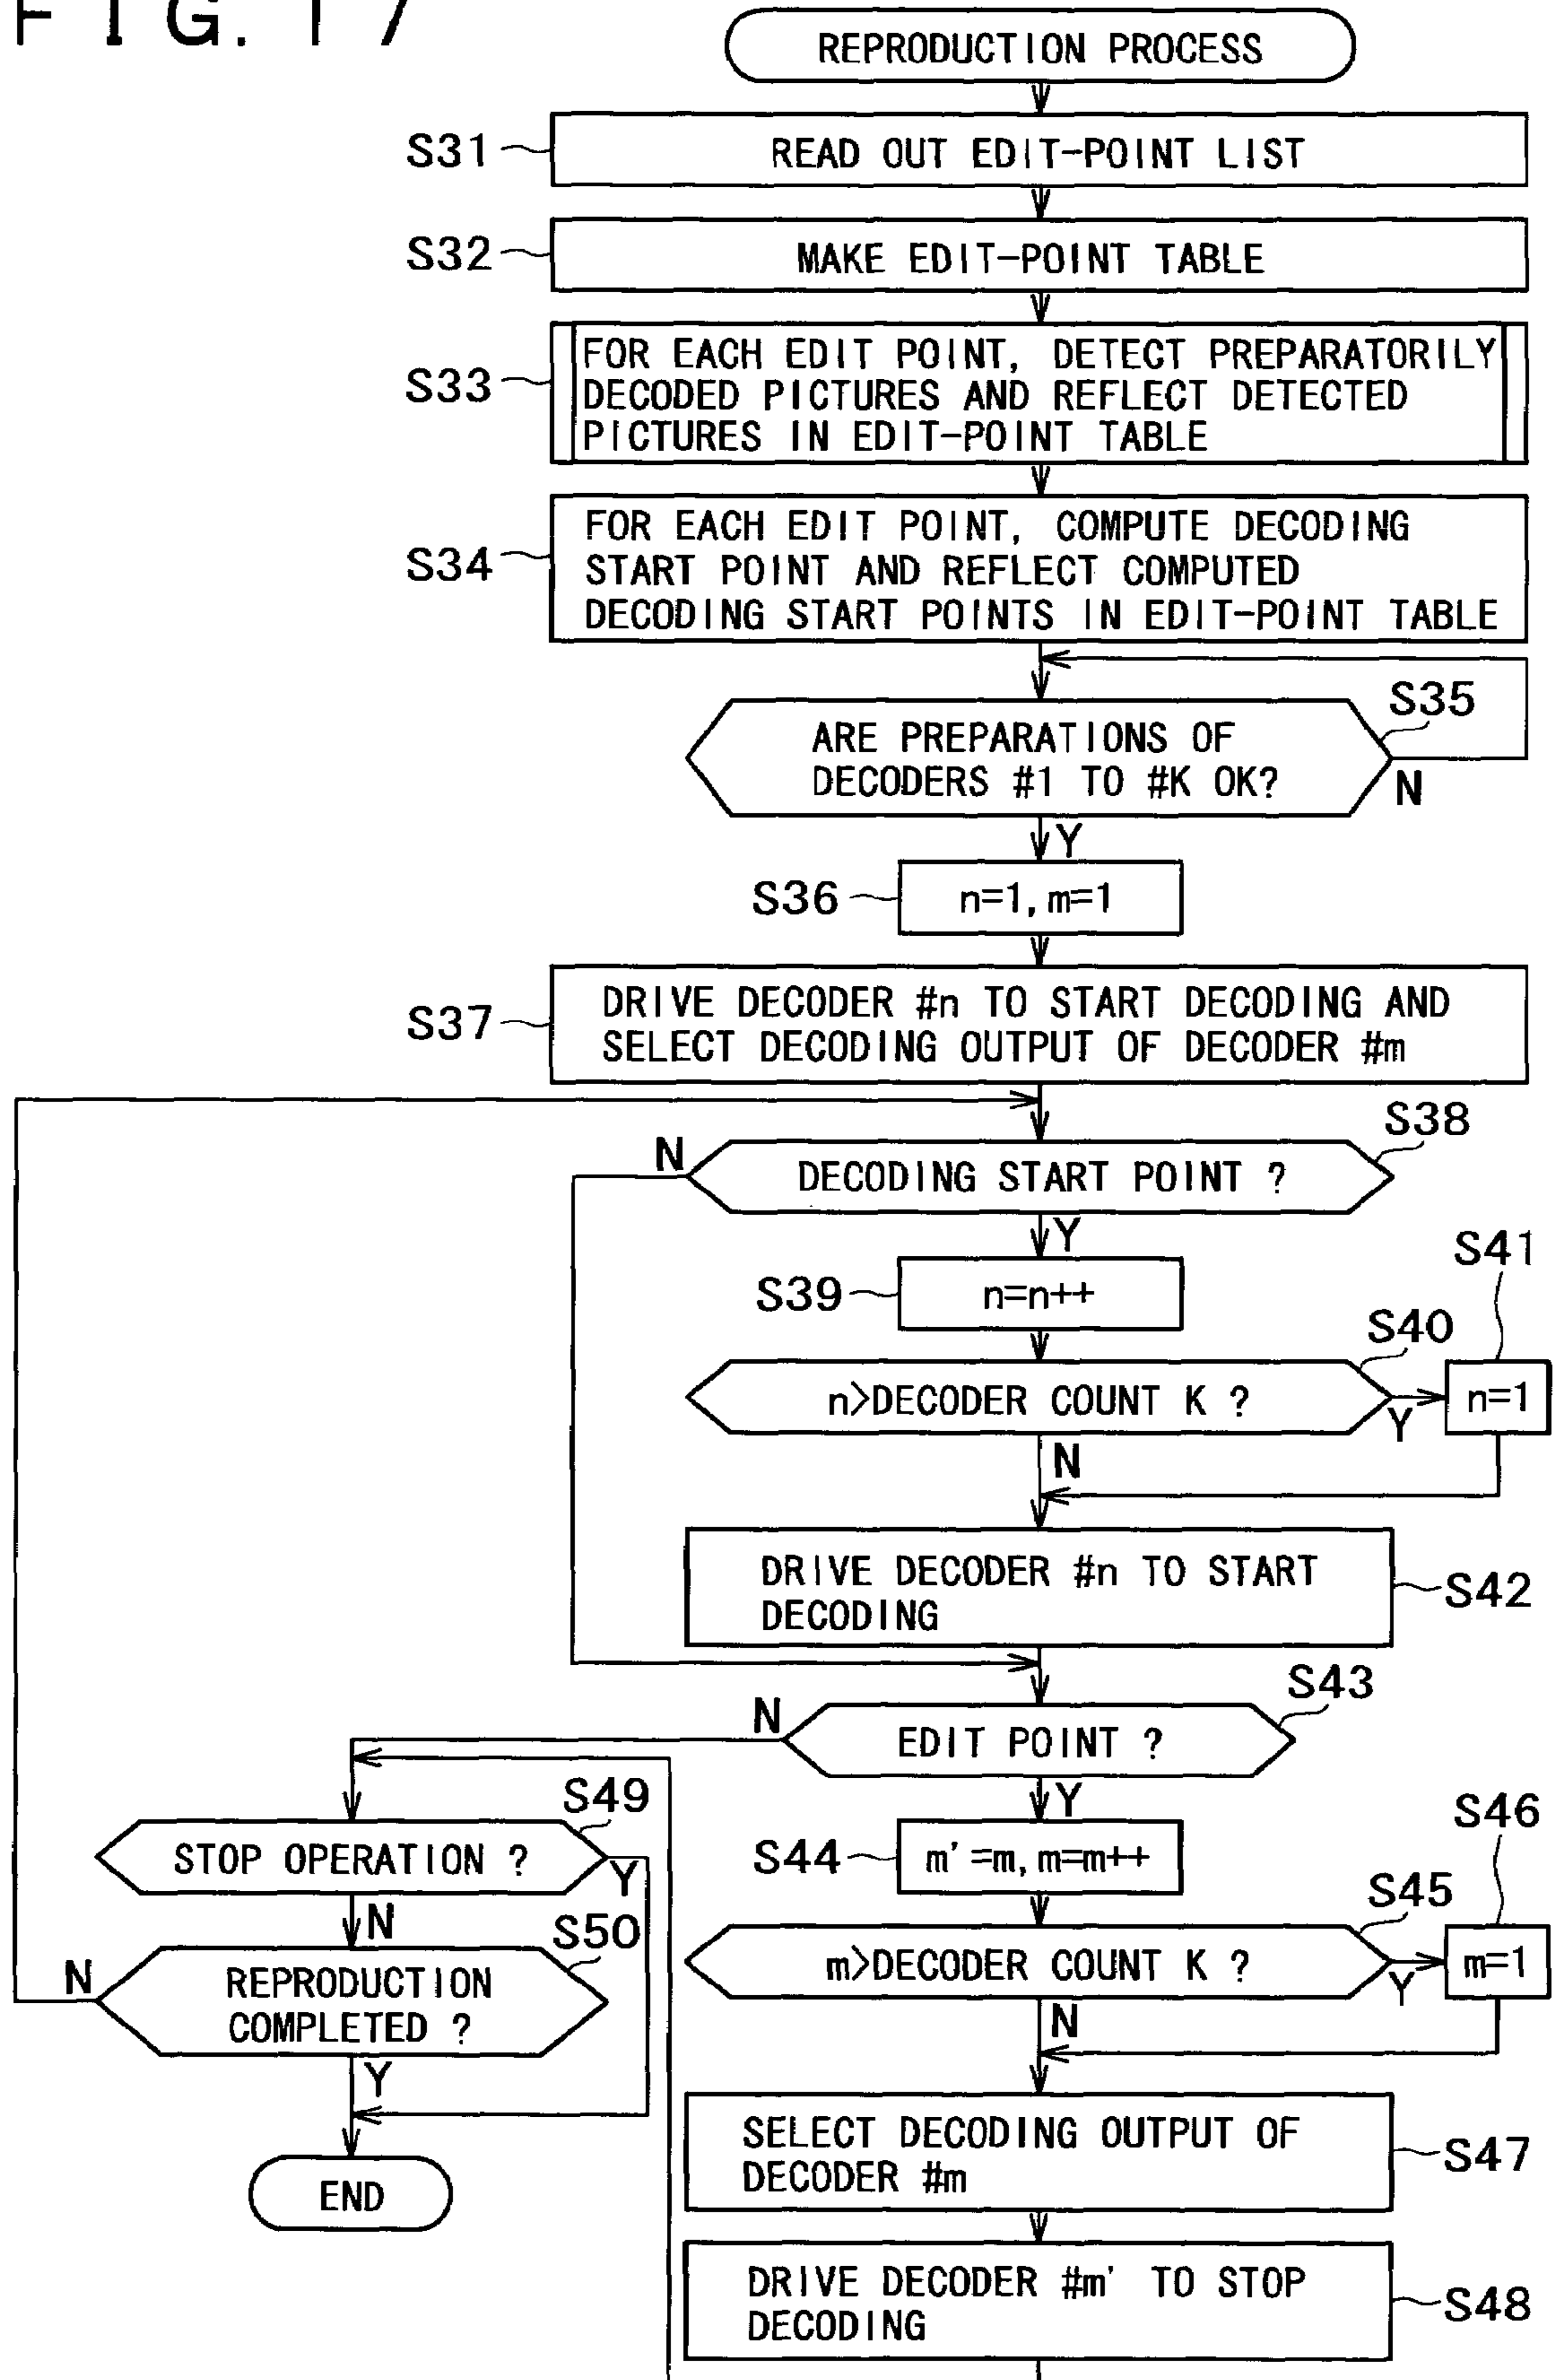 FIG. 17
REPRODUCTION PROCESS
S31
READ OUT EDIT-POINT LIST
S32
MAKE EDIT-POINT TABLE
S33
FOR EACH EDIT POINT, DETECT PREPARATORILY
DECODED PICTURES AND REFLECT DETECTED
PICTURES IN EDIT-POINT TABLE
S34
FOR EACH EDIT POINT, COMPUTE DECODING
START POINT AND REFLECT COMPUTED
DECODING START POINTS IN EDIT-POINT TABLE
S35
ARE PREPARATIONS OF
DECODERS #1 TO #K OK?
N
Y
S36
n=1, m=1
S37
DRIVE DECODER #n TO START DECODING AND
SELECT DECODING OUTPUT OF DECODER #m
S38
N
DECODING START POINT ?
Y
S39
n=n++
S41
S40
n>DECODER COUNT K ?
Y
n=1
N
DRIVE DECODER #n TO START
DECODING
S42
S43
N
EDIT POINT ?
Y
S44
m'=m, m=m++
S46
S45
m>DECODER COUNT K ?
Y
m=1
N
SELECT DECODING OUTPUT OF
DECODER #m
S47
DRIVE DECODER #m' TO STOP
DECODING
S48
S49
STOP OPERATION ?
Y
N
S50
N
REPRODUCTION
COMPLETED ?
Y
END